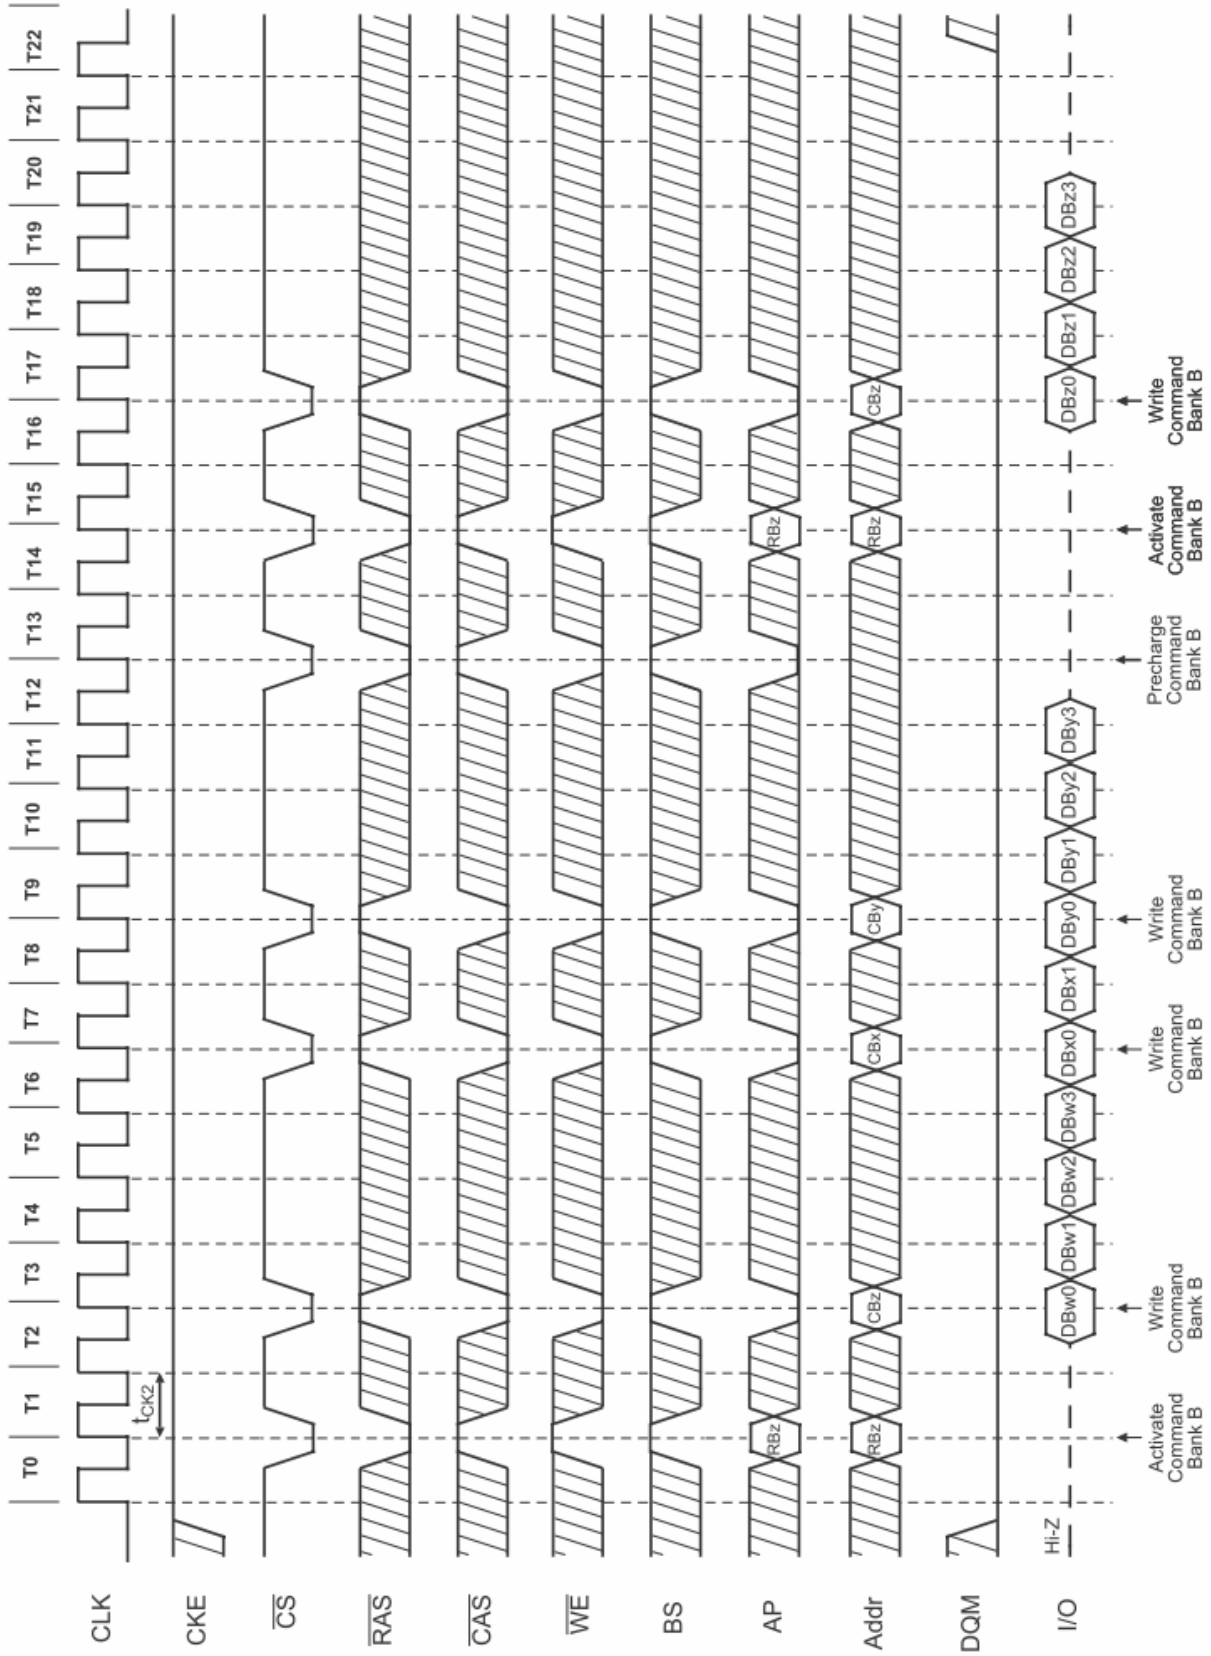 T0 T1 T2 T3 T4 T5 T6 T7 T8 T9 T10 T11 T12 T13 T14 T15 T16 T17 T18 T19 T20 T21 T22
tCK2
CLK
CKE
CS
RAS
CAS
WE
BS
AP
RBz RBz
Addr
RBz CBz CBx CBy RBz CBz
DQM
I/O
Hi-Z
DBw0 DBw1 DBw2 DBw3 DBx0 DBx1 DBy0 DBy1 DBy2 DBy3 DBz0 DBz1 DBz2 DBz3
Activate
Command
Bank B
Write
Command
Bank B
Write
Command
Bank B
Write
Command
Bank B
Precharge
Command
Bank B
Activate
Command
Bank B
Write
Command
Bank B